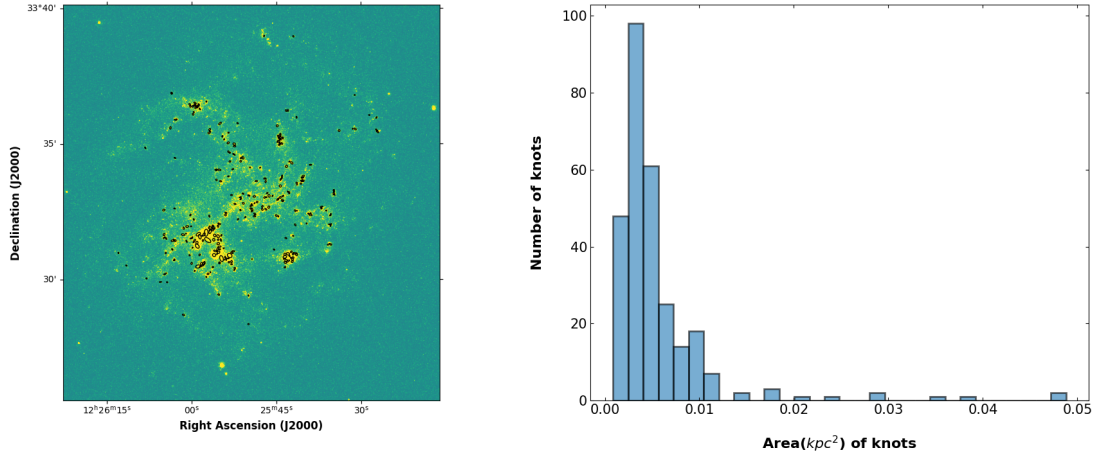 33°40'
35'
30'
12ʰ26ᵐ15ˢ
00ˢ
25ᵐ45ˢ
30ˢ
Declination (J2000)
Right Ascension (J2000)
100
80
60
40
20
0
0.00
0.01
0.02
0.03
0.04
0.05
Number of knots
Area(kpc²) of knots